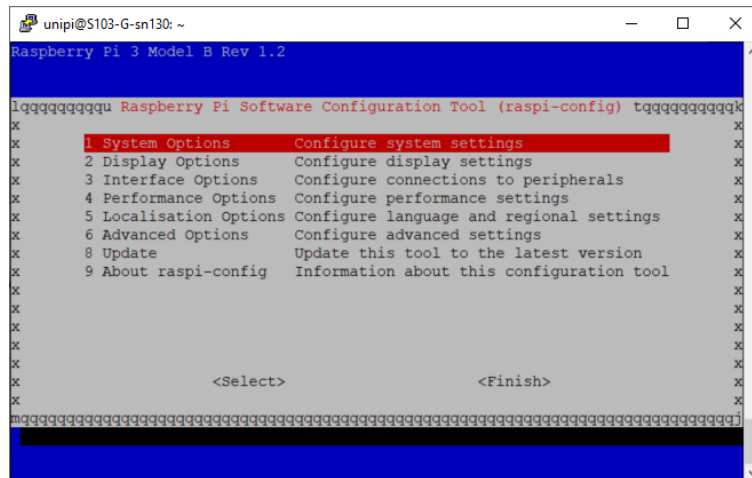 unipi@S103-G-sn130: ~
Raspberry Pi 3 Model B Rev 1.2
lqqqqqqqqqu Raspberry Pi Software Configuration Tool (raspi-config) tqqqqqqqqqk
x x
x 1 System Options Configure system settings x
x 2 Display Options Configure display settings x
x 3 Interface Options Configure connections to peripherals x
x 4 Performance Options Configure performance settings x
x 5 Localisation Options Configure language and regional settings x
x 6 Advanced Options Configure advanced settings x
x 8 Update Update this tool to the latest version x
x 9 About raspi-config Information about this configuration tool x
x x
x x
x x
x x
x x
x <Select> <Finish> x
x x
mqqqqqqqqqqqqqqqqqqqqqqqqqqqqqqqqqqqqqqqqqqqqqqqqqqqqqqqqqqqqqqqqqqqqqqqqqqqqqqj